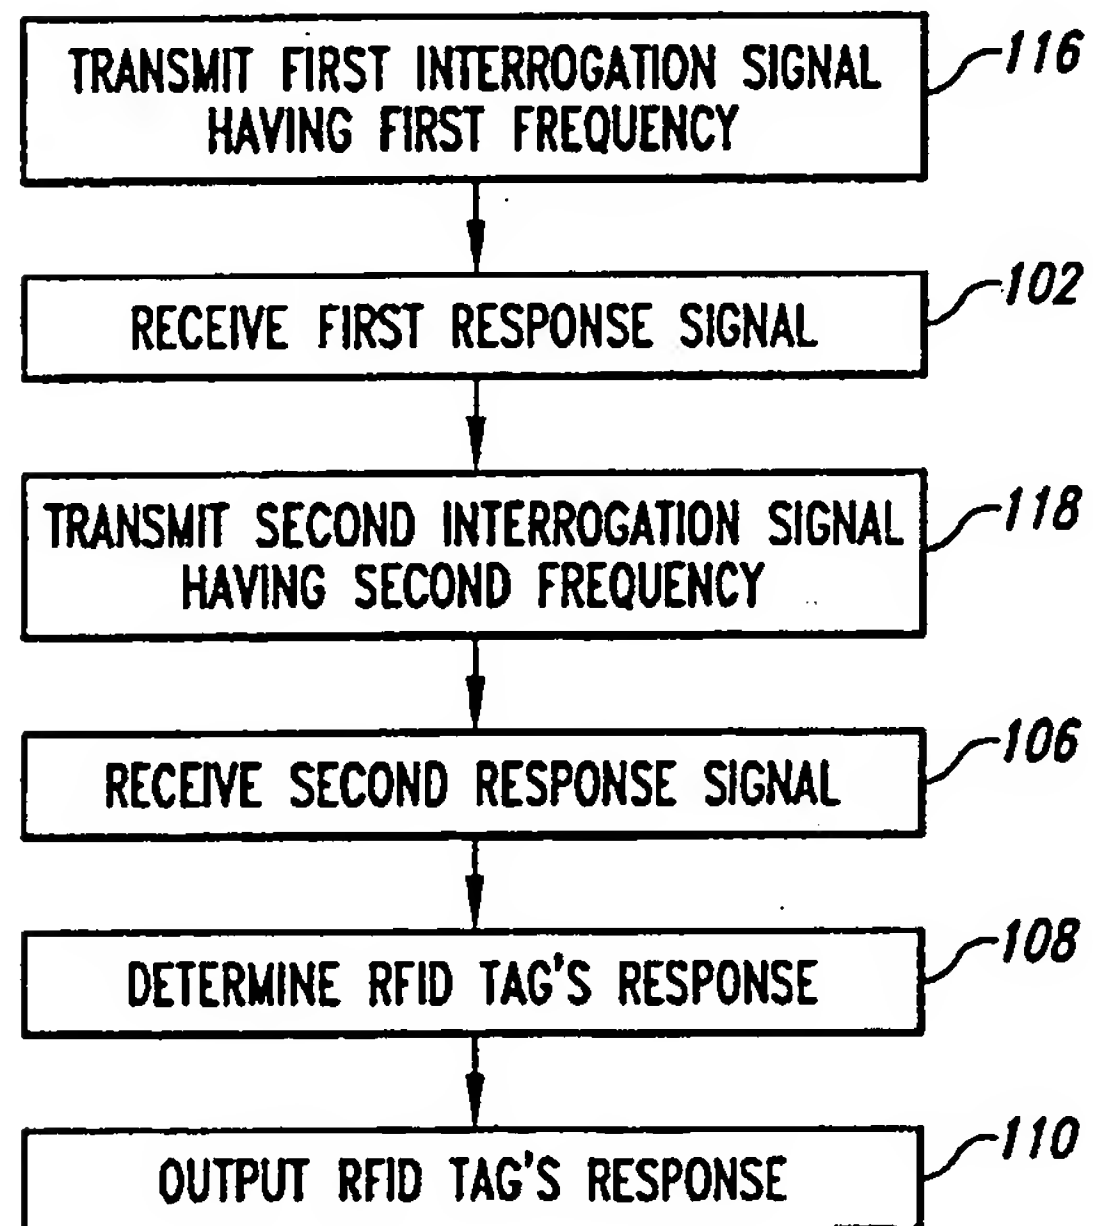 TRANSMIT FIRST INTERROGATION SIGNAL
HAVING FIRST FREQUENCY
116
RECEIVE FIRST RESPONSE SIGNAL
102
TRANSMIT SECOND INTERROGATION SIGNAL
HAVING SECOND FREQUENCY
118
RECEIVE SECOND RESPONSE SIGNAL
106
DETERMINE RFID TAG'S RESPONSE
108
OUTPUT RFID TAG'S RESPONSE
110